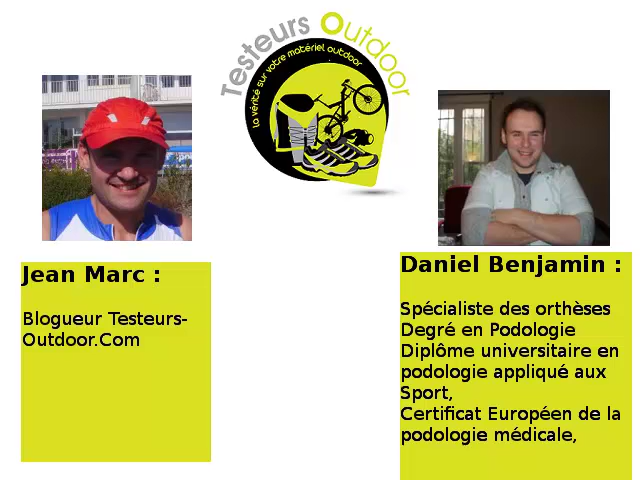 Testeurs Outdoor
La vérité sur votre matériel outdoor
Jean Marc :
Blogueur Testeurs-
Outdoor.Com
Daniel Benjamin :
Spécialiste des orthèses
Degré en Podologie
Diplôme universitaire en
podologie appliqué aux
Sport,
Certificat Européen de la
podologie médicale,